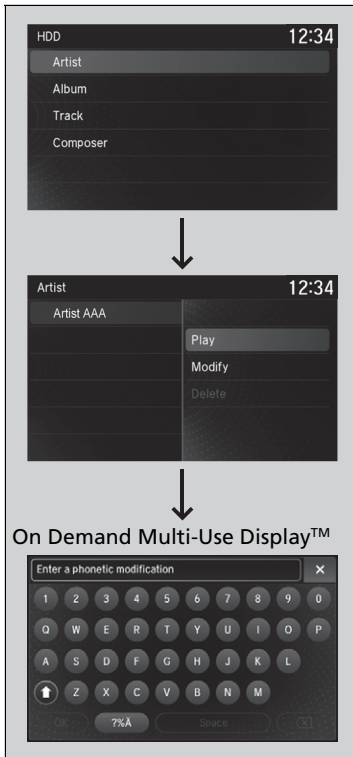 HDD 12:34
Artist
Album
Track
Composer
Artist 12:34
Artist AAA
Play
Modify
Delete
On Demand Multi-Use Display™
Enter a phonetic modification ×
1 2 3 4 5 6 7 8 9 0
Q W E R T Y U I O P
A S D F G H J K L
Z X C V B N M
OK ?%Ä Space